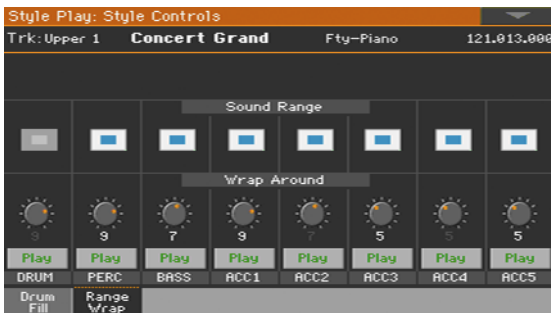 Style Play: Style Controls
Trk:Upper 1 Concert Grand Fty-Piano 121.013.000
Sound Range
Wrap Around
9 9 7 9 7 5 5 5
Play Play Play Play Play Play Play Play
DRUM PERC BASS ACC1 ACC2 ACC3 ACC4 ACC5
Drum Fill Range Wrap